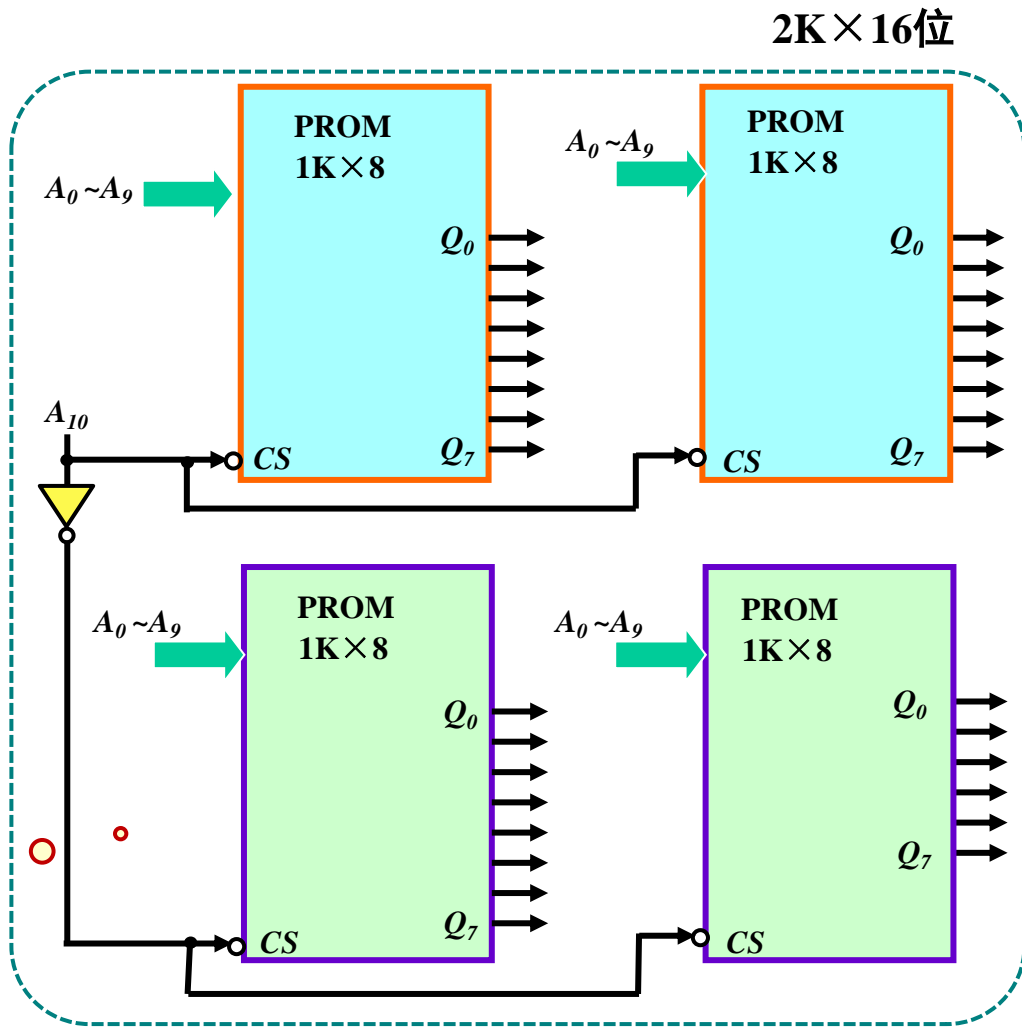 2K×16位
PROM
1K×8
A0~A9
Q0
Q7
CS
PROM
1K×8
A0~A9
Q0
Q7
CS
A10
PROM
1K×8
A0~A9
Q0
Q7
CS
PROM
1K×8
A0~A9
Q0
Q7
CS